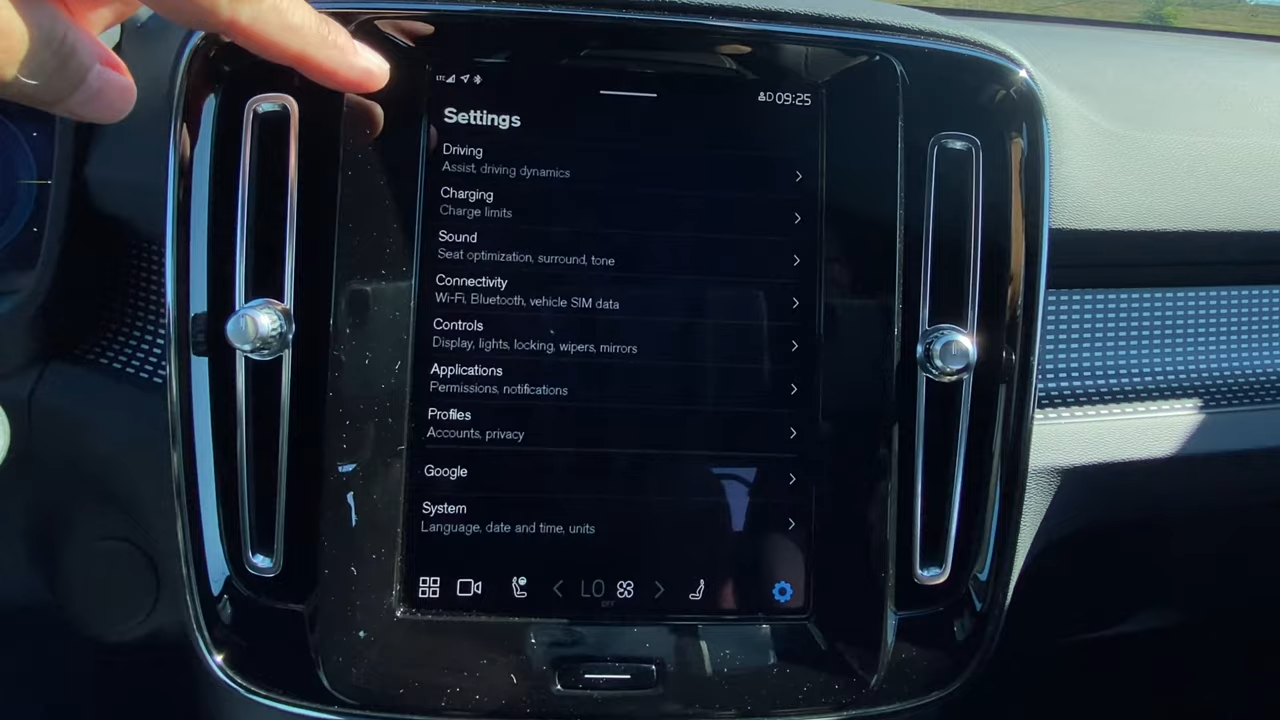 LTE
D 09:25
Settings
Driving
Assist, driving dynamics
Charging
Charge limits
Sound
Seat optimization, surround, tone
Connectivity
Wi-Fi, Bluetooth, vehicle SIM data
Controls
Display, lights, locking, wipers, mirrors
Applications
Permissions, notifications
Profiles
Accounts, privacy
Google
System
Language, date and time, units
LO
OFF